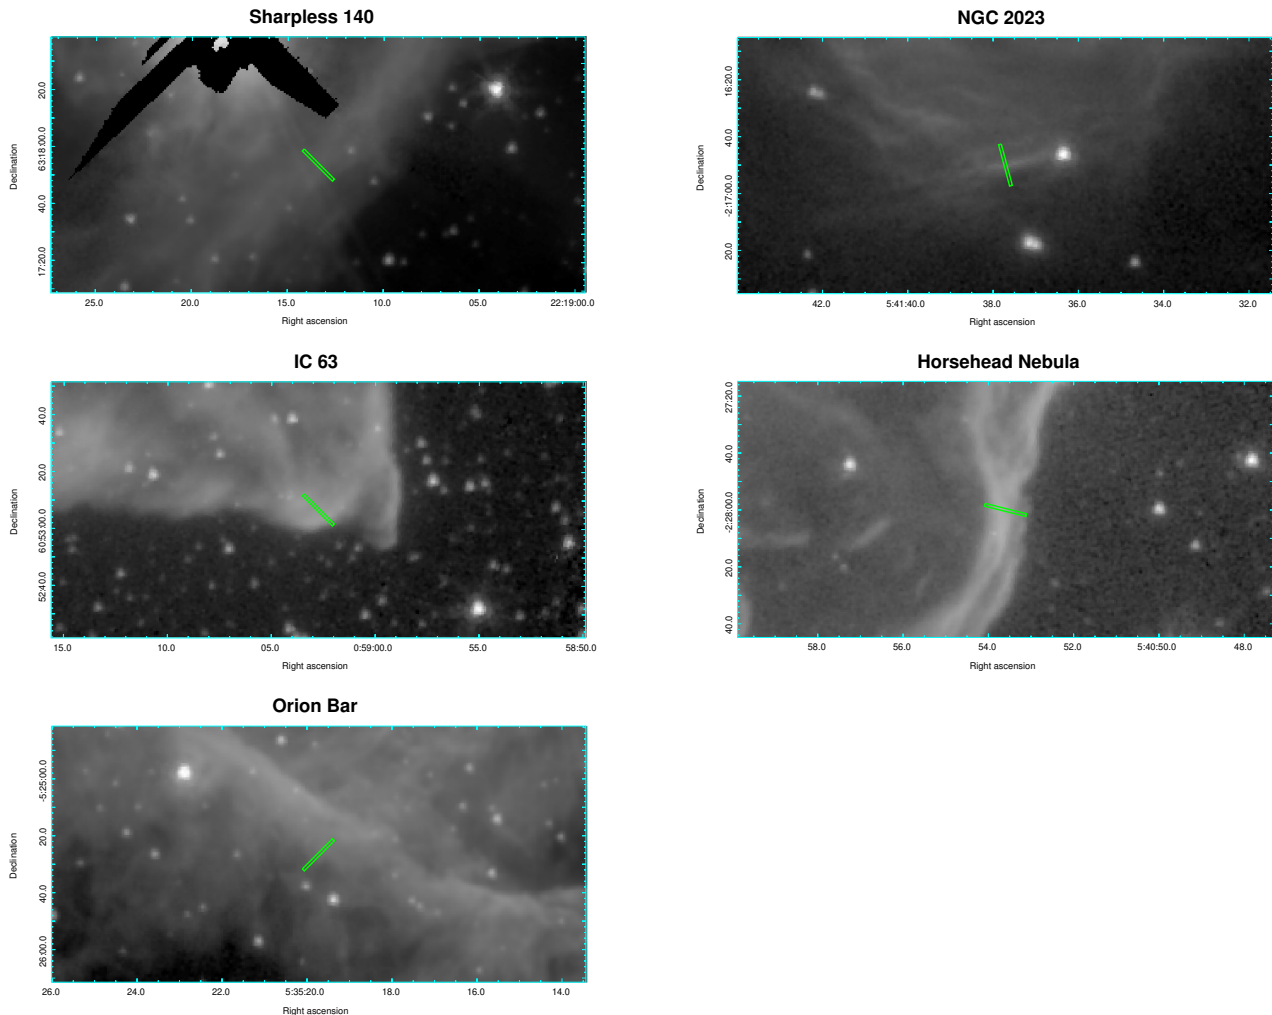 Sharpless 140
Declination
20.0
63:18:00.0
40.0
17:20.0
25.0 20.0 15.0 10.0 05.0 22:19:00.0
Right ascension
NGC 2023
Declination
16:20.0
40.0
-2:17:00.0
20.0
42.0 5:41:40.0 38.0 36.0 34.0 32.0
Right ascension
IC 63
Declination
40.0
20.0
60:53:00.0
52:40.0
15.0 10.0 05.0 0:59:00.0 55.0 58:50.0
Right ascension
Horsehead Nebula
Declination
27:20.0
40.0
2:28:00.0
20.0
40.0
58.0 56.0 54.0 52.0 5:40:50.0 48.0
Right ascension
Orion Bar
Declination
-5:25:00.0
20.0
40.0
26:00.0
26.0 24.0 22.0 5:35:20.0 18.0 16.0 14.0
Right ascension